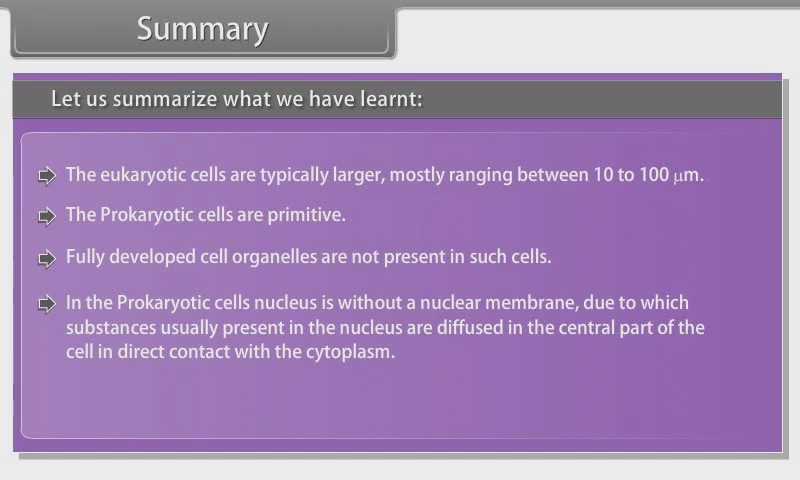 Summary
Let us summarize what we have learnt:
The eukaryotic cells are typically larger, mostly ranging between 10 to 100 μm.
The Prokaryotic cells are primitive.
Fully developed cell organelles are not present in such cells.
In the Prokaryotic cells nucleus is without a nuclear membrane, due to which
substances usually present in the nucleus are diffused in the central part of the
cell in direct contact with the cytoplasm.